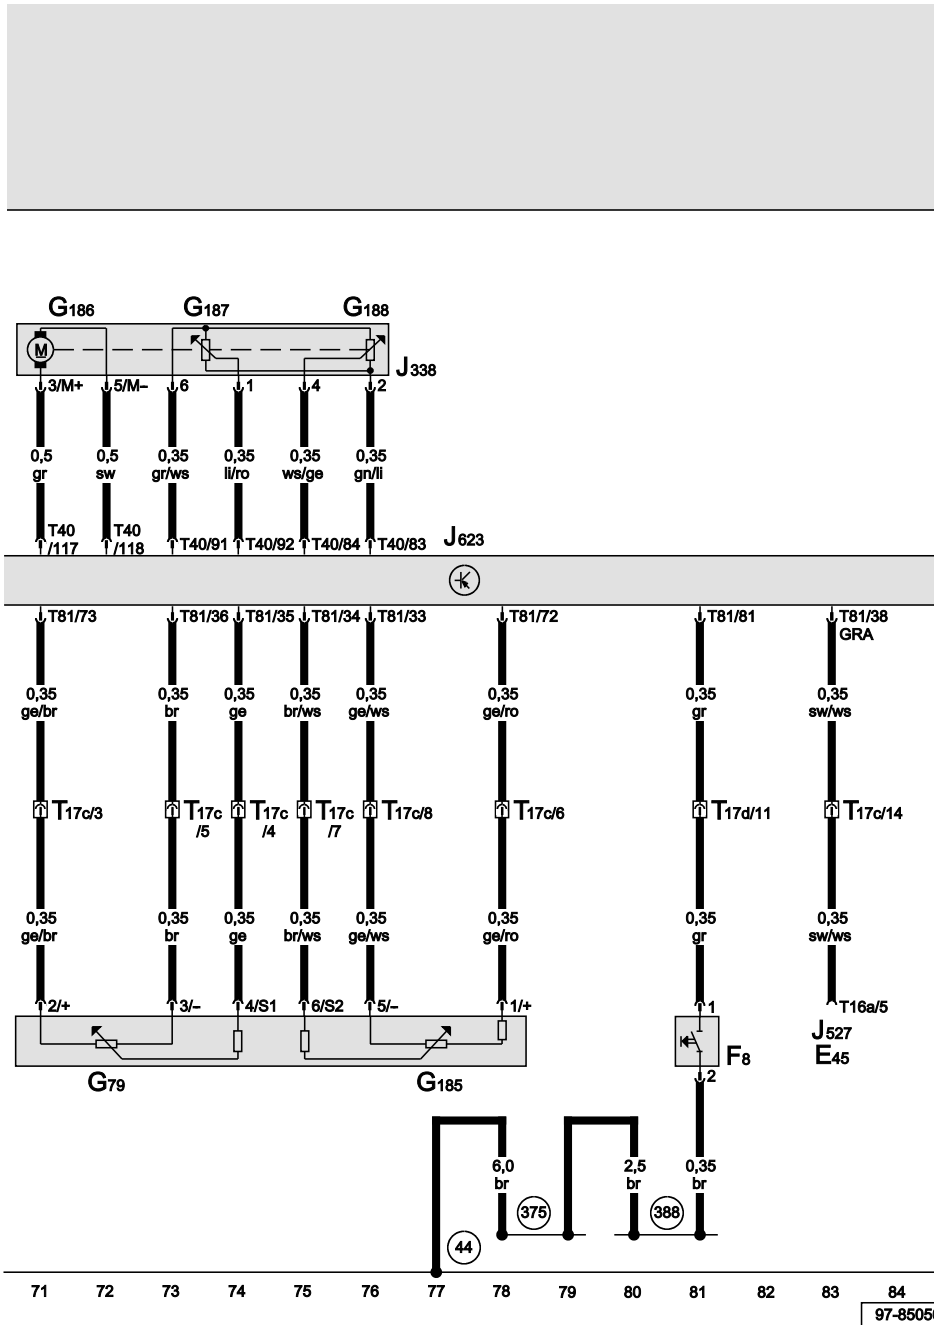 G186 G187 G188
M
J338
3/M+ 5/M– 6 1 4 2
0,5 0,5 0,35 0,35 0,35 0,35
gr sw gr/ws li/ro ws/ge gn/li
T40 T40
/117 /118 T40/91 T40/92 T40/84 T40/83 J623
T81/73 T81/36 T81/35 T81/34 T81/33 T81/72 T81/81 T81/38
GRA
0,35 0,35 0,35 0,35 0,35 0,35 0,35 0,35
ge/br br ge br/ws ge/ws ge/ro gr sw/ws
T17c/3 T17c T17c T17c T17c/8 T17c/6 T17d/11 T17c/14
/5 /4 /7
0,35 0,35 0,35 0,35 0,35 0,35 0,35 0,35
ge/br br ge br/ws ge/ws ge/ro gr sw/ws
2/+ 3/– 4/S1 6/S2 5/– 1/+ 1 T16a/5
J527
F8 E45
G79 G185 2
6,0 2,5 0,35
br br br
375 388
44
71 72 73 74 75 76 77 78 79 80 81 82 83 84